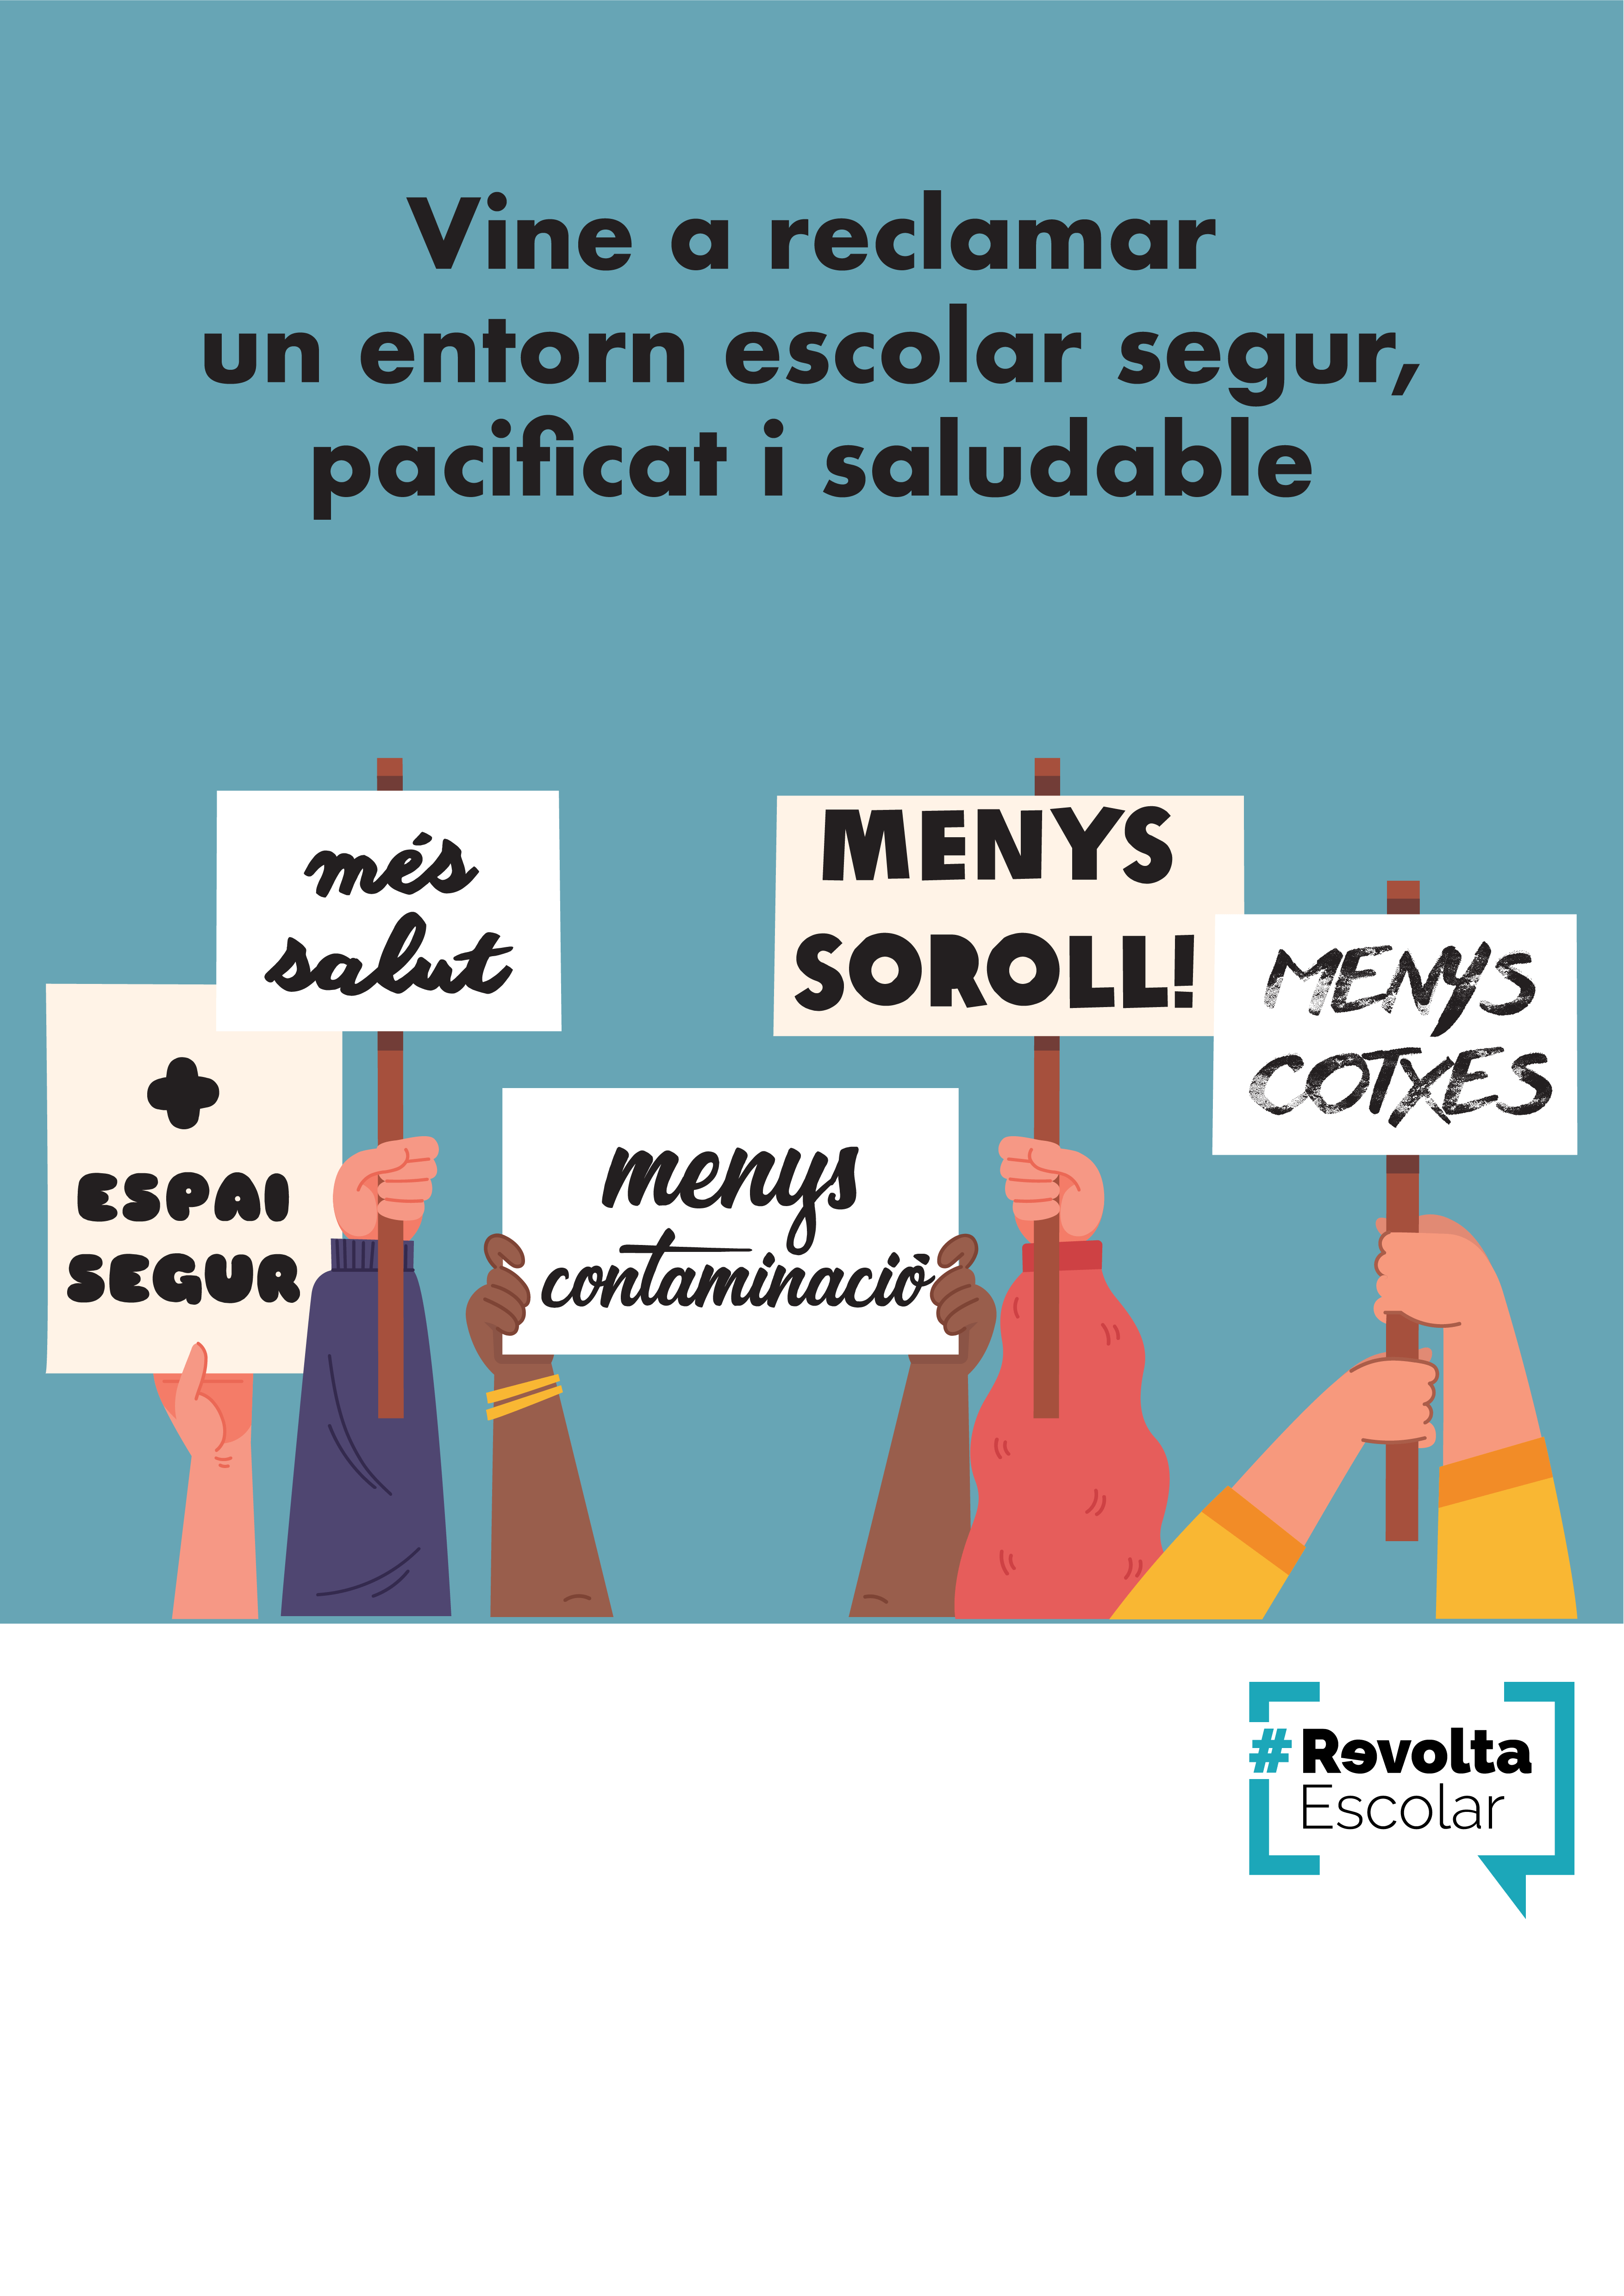 Vine a reclamar
un entorn escolar segur,
pacificat i saludable
més
salut
MENYS
SOROLL!
MENYS
COTXES
+
ESPAI
SEGUR
menys
contaminació
#Revolta
Escolar